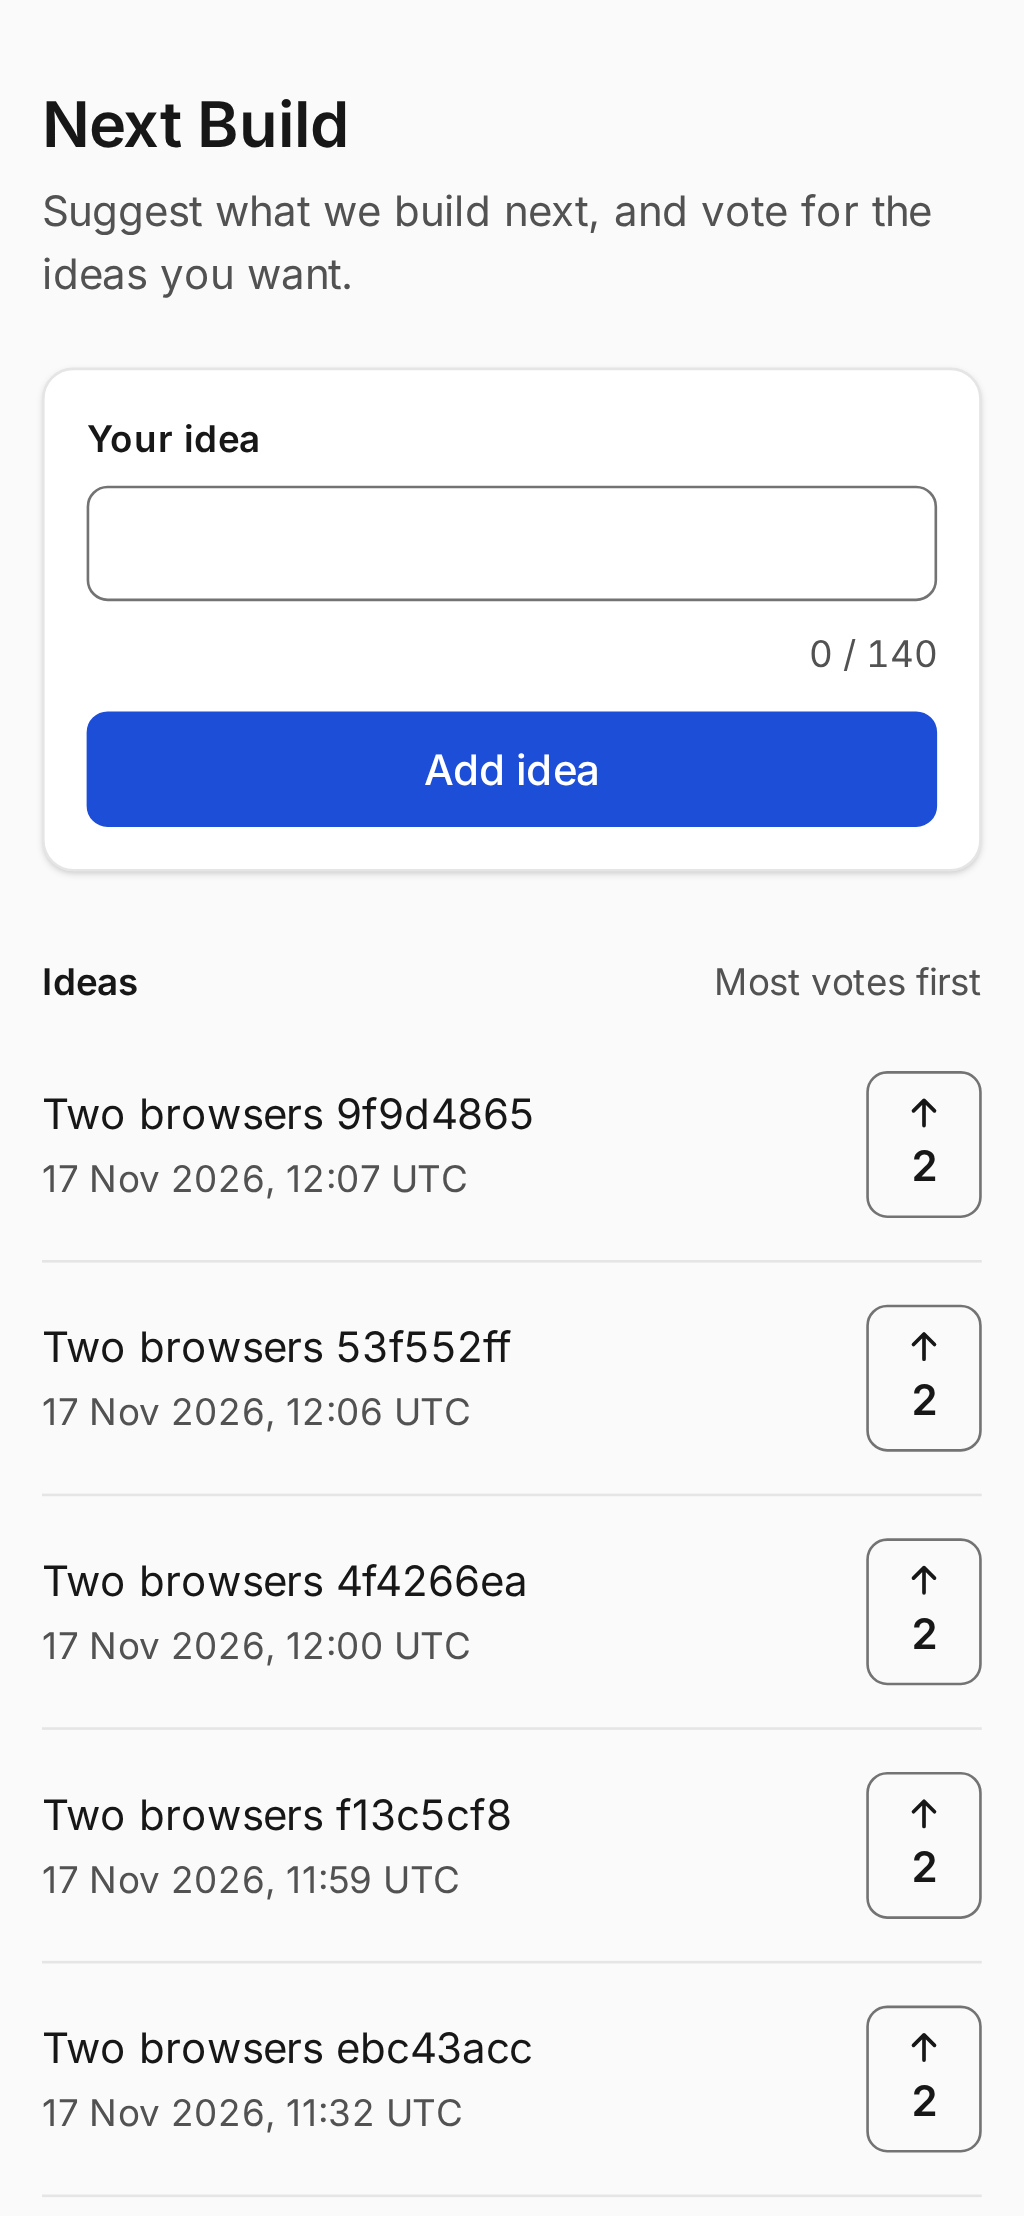 Next Build
Suggest what we build next, and vote for the
ideas you want.
Your idea
0 / 140
Add idea
Ideas
Most votes first
Two browsers 9f9d4865
17 Nov 2026, 12:07 UTC
↑
2
Two browsers 53f552ff
17 Nov 2026, 12:06 UTC
↑
2
Two browsers 4f4266ea
17 Nov 2026, 12:00 UTC
↑
2
Two browsers f13c5cf8
17 Nov 2026, 11:59 UTC
↑
2
Two browsers ebc43acc
17 Nov 2026, 11:32 UTC
↑
2